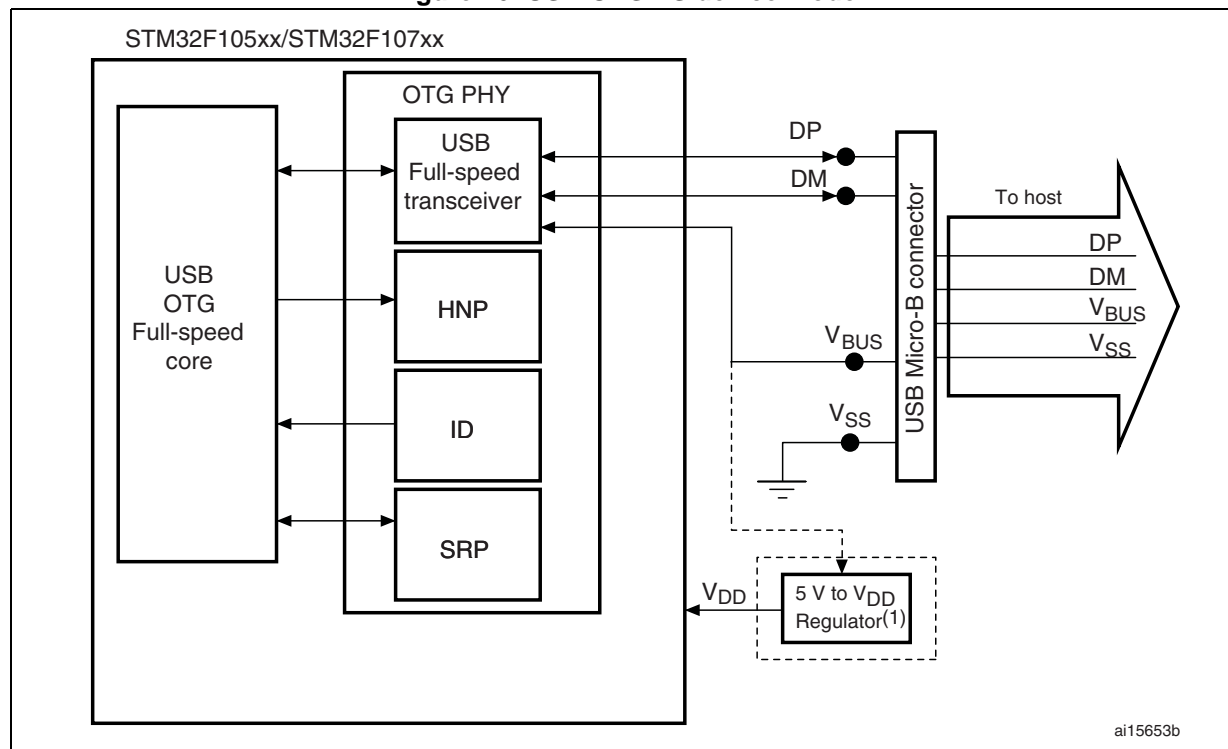 STM32F105xx/STM32F107xx
OTG PHY
USB
Full-speed
transceiver
USB
OTG
Full-speed
core
HNP
ID
SRP
DP
DM
VBUS
VSS
USB Micro-B connector
To host
DP
DM
VBUS
VSS
VDD
5 V to VDD
Regulator(1)
ai15653b